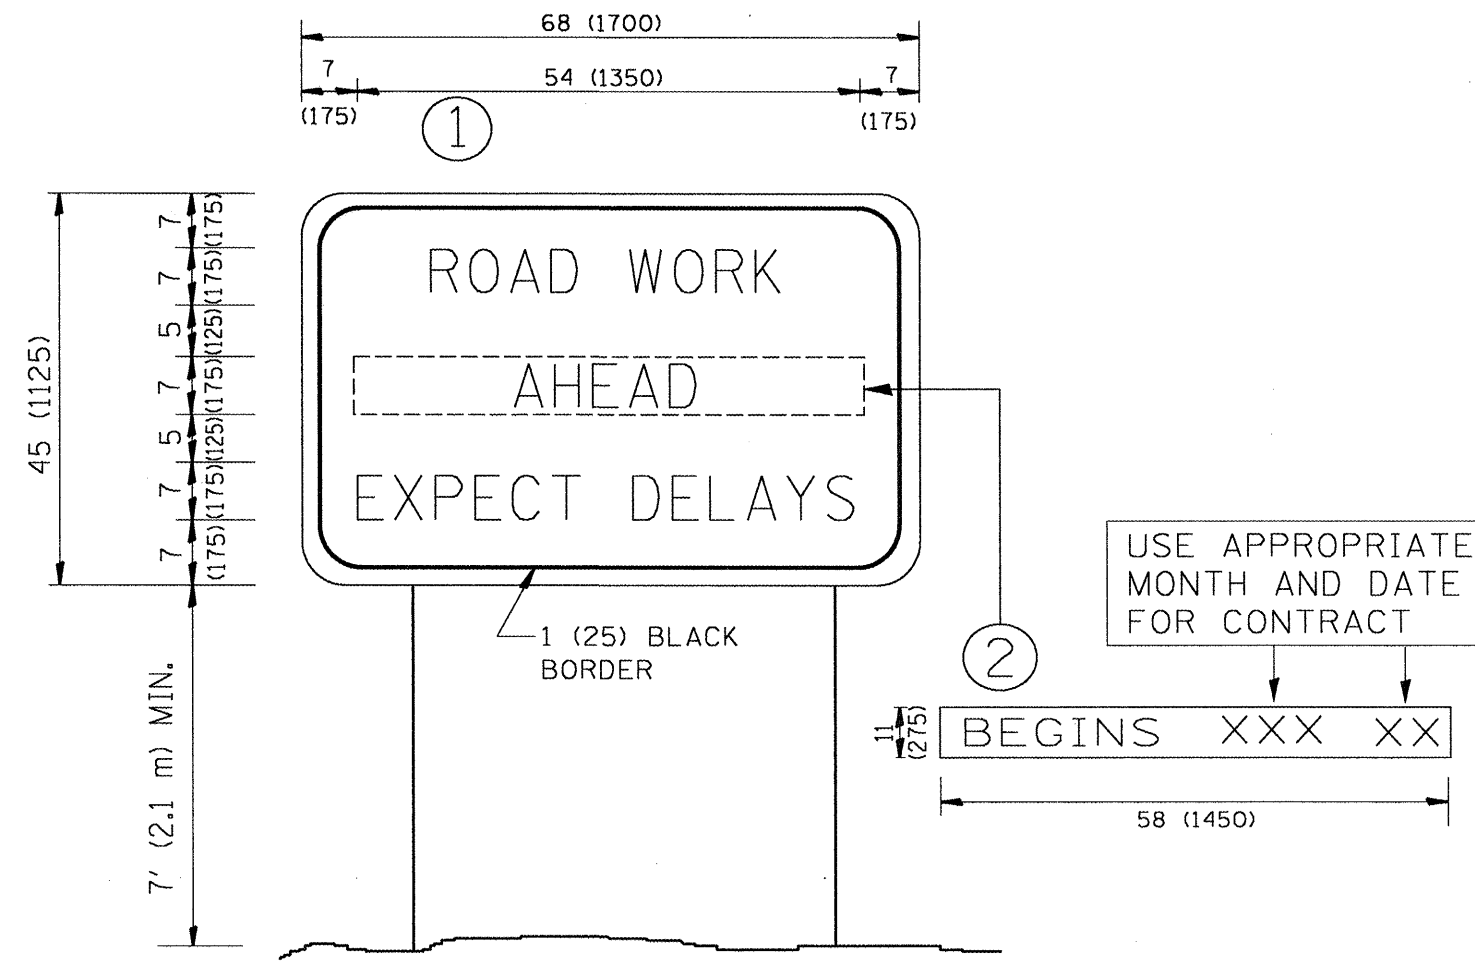 68 (1700)
7
54 (1350)
7
(175)
(175)
1
45 (1125)
7 (175)
7 (175)
5 (125)
7 (175)
5 (125)
7 (175)
7 (175)
ROAD WORK
AHEAD
EXPECT DELAYS
1 (25) BLACK
BORDER
7' (2.1 m) MIN.
2
USE APPROPRIATE
MONTH AND DATE
FOR CONTRACT
11
(275)
BEGINS XXX XX
58 (1450)